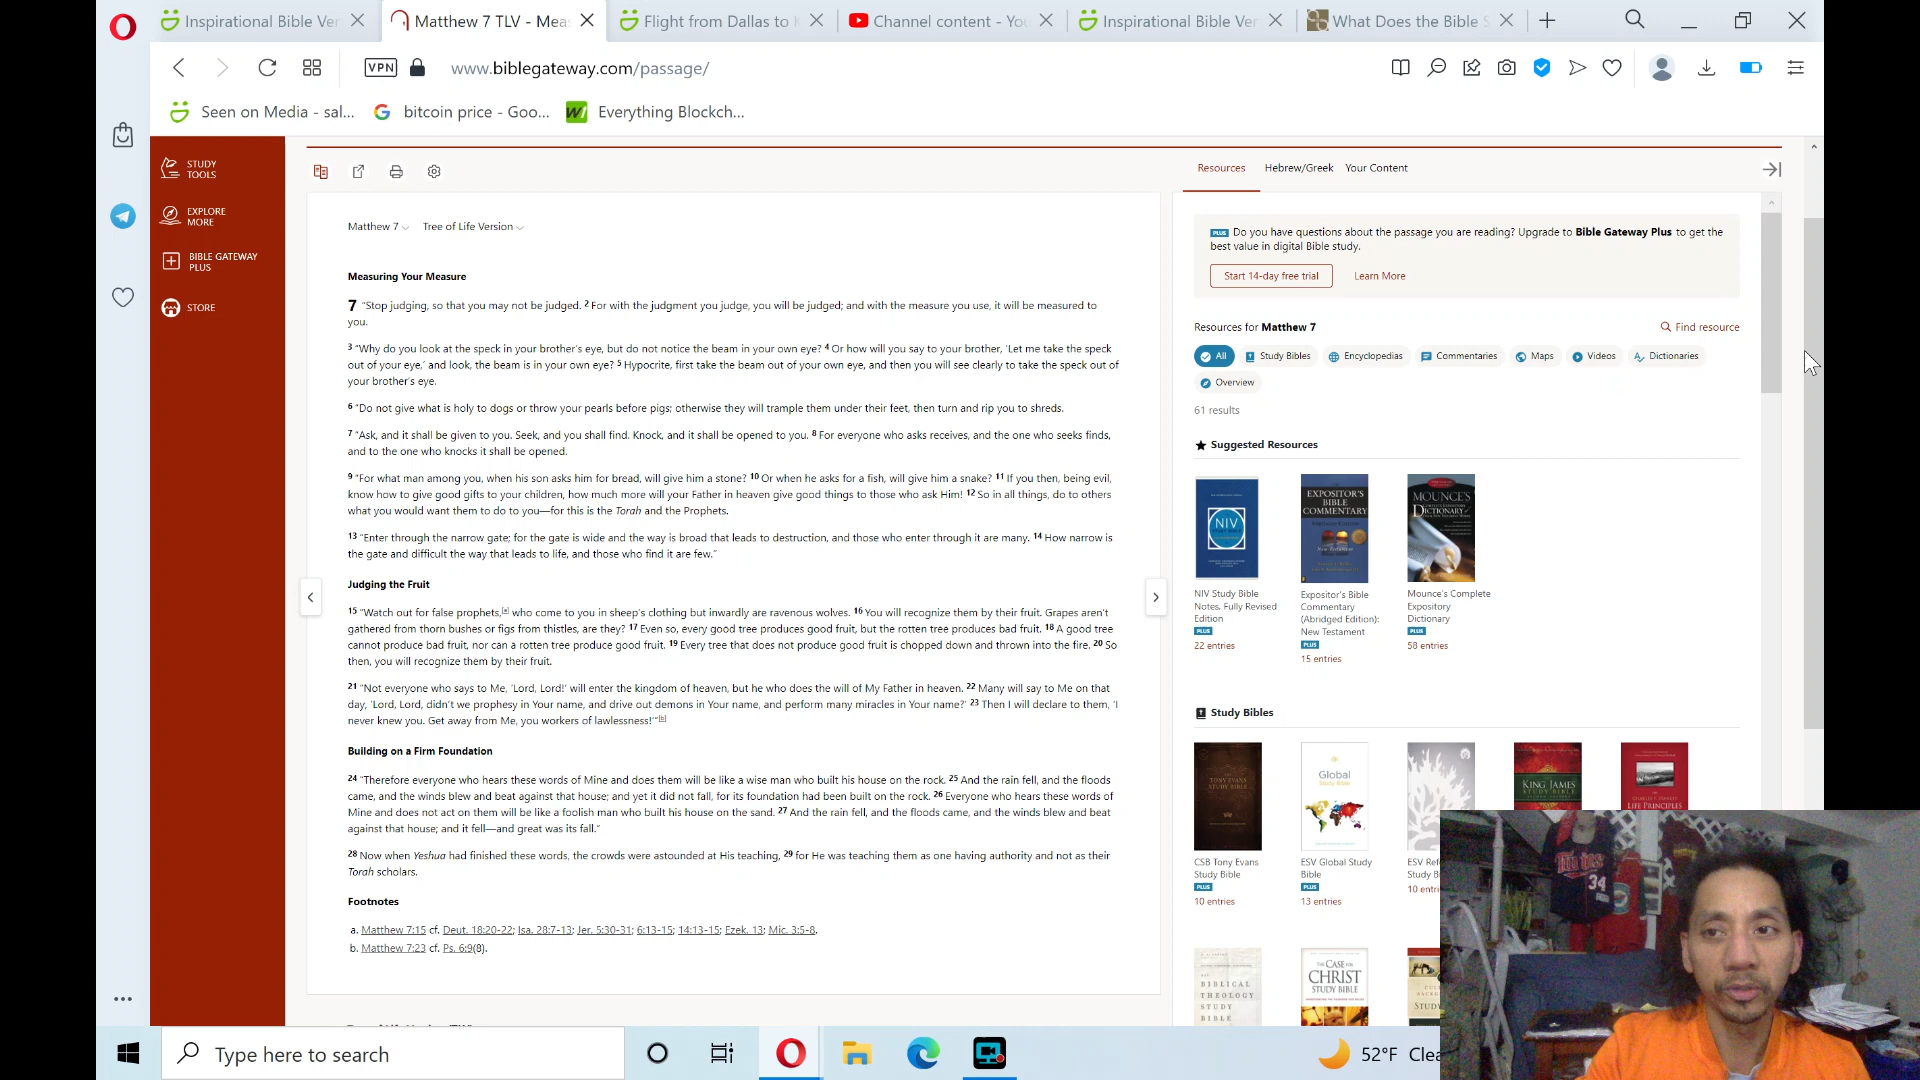 Inspirational Bible Ver
Matthew 7 TLV - Mea
Flight from Dallas to
Channel content - You
Inspirational Bible Ver
What Does the Bible S
VPN
www.biblegateway.com/passage/
Seen on Media - sal...
bitcoin price - Goo...
Everything Blockch...
STUDY
TOOLS
EXPLORE
MORE
BIBLE GATEWAY
PLUS
STORE
Resources
Hebrew/Greek
Your Content
Matthew 7
Tree of Life Version
Measuring Your Measure
7 "Stop judging, so that you may not be judged. 2 For with the judgment you judge, you will be judged; and with the measure you use, it will be measured to
you.
3 "Why do you look at the speck in your brother's eye, but do not notice the beam in your own eye? 4 Or how will you say to your brother, 'Let me take the speck
out of your eye,' and look, the beam is in your own eye? 5 Hypocrite, first take the beam out of your own eye, and then you will see clearly to take the speck out of
your brother's eye.
6 "Do not give what is holy to dogs or throw your pearls before pigs; otherwise they will trample them under their feet, then turn and rip you to shreds.
7 "Ask, and it shall be given to you. Seek, and you shall find. Knock, and it shall be opened to you. 8 For everyone who asks receives, and the one who seeks finds,
and to the one who knocks it shall be opened.
9 "For what man among you, when his son asks him for bread, will give him a stone? 10 Or when he asks for a fish, will give him a snake? 11 If you then, being evil,
know how to give good gifts to your children, how much more will your Father in heaven give good things to those who ask Him! 12 So in all things, do to others
what you would want them to do to you—for this is the Torah and the Prophets.
13 "Enter through the narrow gate; for the gate is wide and the way is broad that leads to destruction, and those who enter through it are many. 14 How narrow is
the gate and difficult the way that leads to life, and those who find it are few."
Judging the Fruit
15 "Watch out for false prophets,[a] who come to you in sheep's clothing but inwardly are ravenous wolves. 16 You will recognize them by their fruit. Grapes aren't
gathered from thorn bushes or figs from thistles, are they? 17 Even so, every good tree produces good fruit, but the rotten tree produces bad fruit. 18 A good tree
cannot produce bad fruit, nor can a rotten tree produce good fruit. 19 Every tree that does not produce good fruit is chopped down and thrown into the fire. 20 So
then, you will recognize them by their fruit.
21 "Not everyone who says to Me, 'Lord, Lord!' will enter the kingdom of heaven, but he who does the will of My Father in heaven. 22 Many will say to Me on that
day, 'Lord, Lord, didn't we prophesy in Your name, and drive out demons in Your name, and perform many miracles in Your name?' 23 Then I will declare to them, 'I
never knew you. Get away from Me, you workers of lawlessness!'"[b]
Building on a Firm Foundation
24 "Therefore everyone who hears these words of Mine and does them will be like a wise man who built his house on the rock. 25 And the rain fell, and the floods
came, and the winds blew and beat against that house; and yet it did not fall, for its foundation had been built on the rock. 26 Everyone who hears these words of
Mine and does not act on them will be like a foolish man who built his house on the sand. 27 And the rain fell, and the floods came, and the winds blew and beat
against that house; and it fell—and great was its fall."
28 Now when Yeshua had finished these words, the crowds were astounded at His teaching, 29 for He was teaching them as one having authority and not as their
Torah scholars.
Footnotes
a. Matthew 7:15 cf. Deut. 18:20-22; Isa. 28:7-13; Jer. 5:30-31; 6:13-15; 14:13-15; Ezek. 13; Mic. 3:5-8.
b. Matthew 7:23 cf. Ps. 6:9(8).
PLUS Do you have questions about the passage you are reading? Upgrade to Bible Gateway Plus to get the
best value in digital Bible study.
Start 14-day free trial
Learn More
Resources for Matthew 7
Find resource
All
Study Bibles
Encyclopedias
Commentaries
Maps
Videos
Dictionaries
Overview
61 results
Suggested Resources
NIV
EXPOSITOR'S
BIBLE
COMMENTARY
MOUNCE'S
DICTIONARY
NIV Study Bible
Notes, Fully Revised
Edition
PLUS
22 entries
Expositor's Bible
Commentary
(Abridged Edition):
New Testament
PLUS
15 entries
Mounce's Complete
Expository
Dictionary
PLUS
58 entries
Study Bibles
TONY EVANS
STUDY BIBLE
Global
Study Bible
KING JAMES
STUDY BIBLE
LIFE PRINCIPLES
CSB Tony Evans
Study Bible
PLUS
10 entries
ESV Global Study
Bible
PLUS
13 entries
ESV Ref
Study B
10 entri
BIBLICAL
THEOLOGY
STUDY
BIBLE
THE CASE FOR
CHRIST
STUDY BIBLE
STUDY
Twins
34
Type here to search
52°F Clea